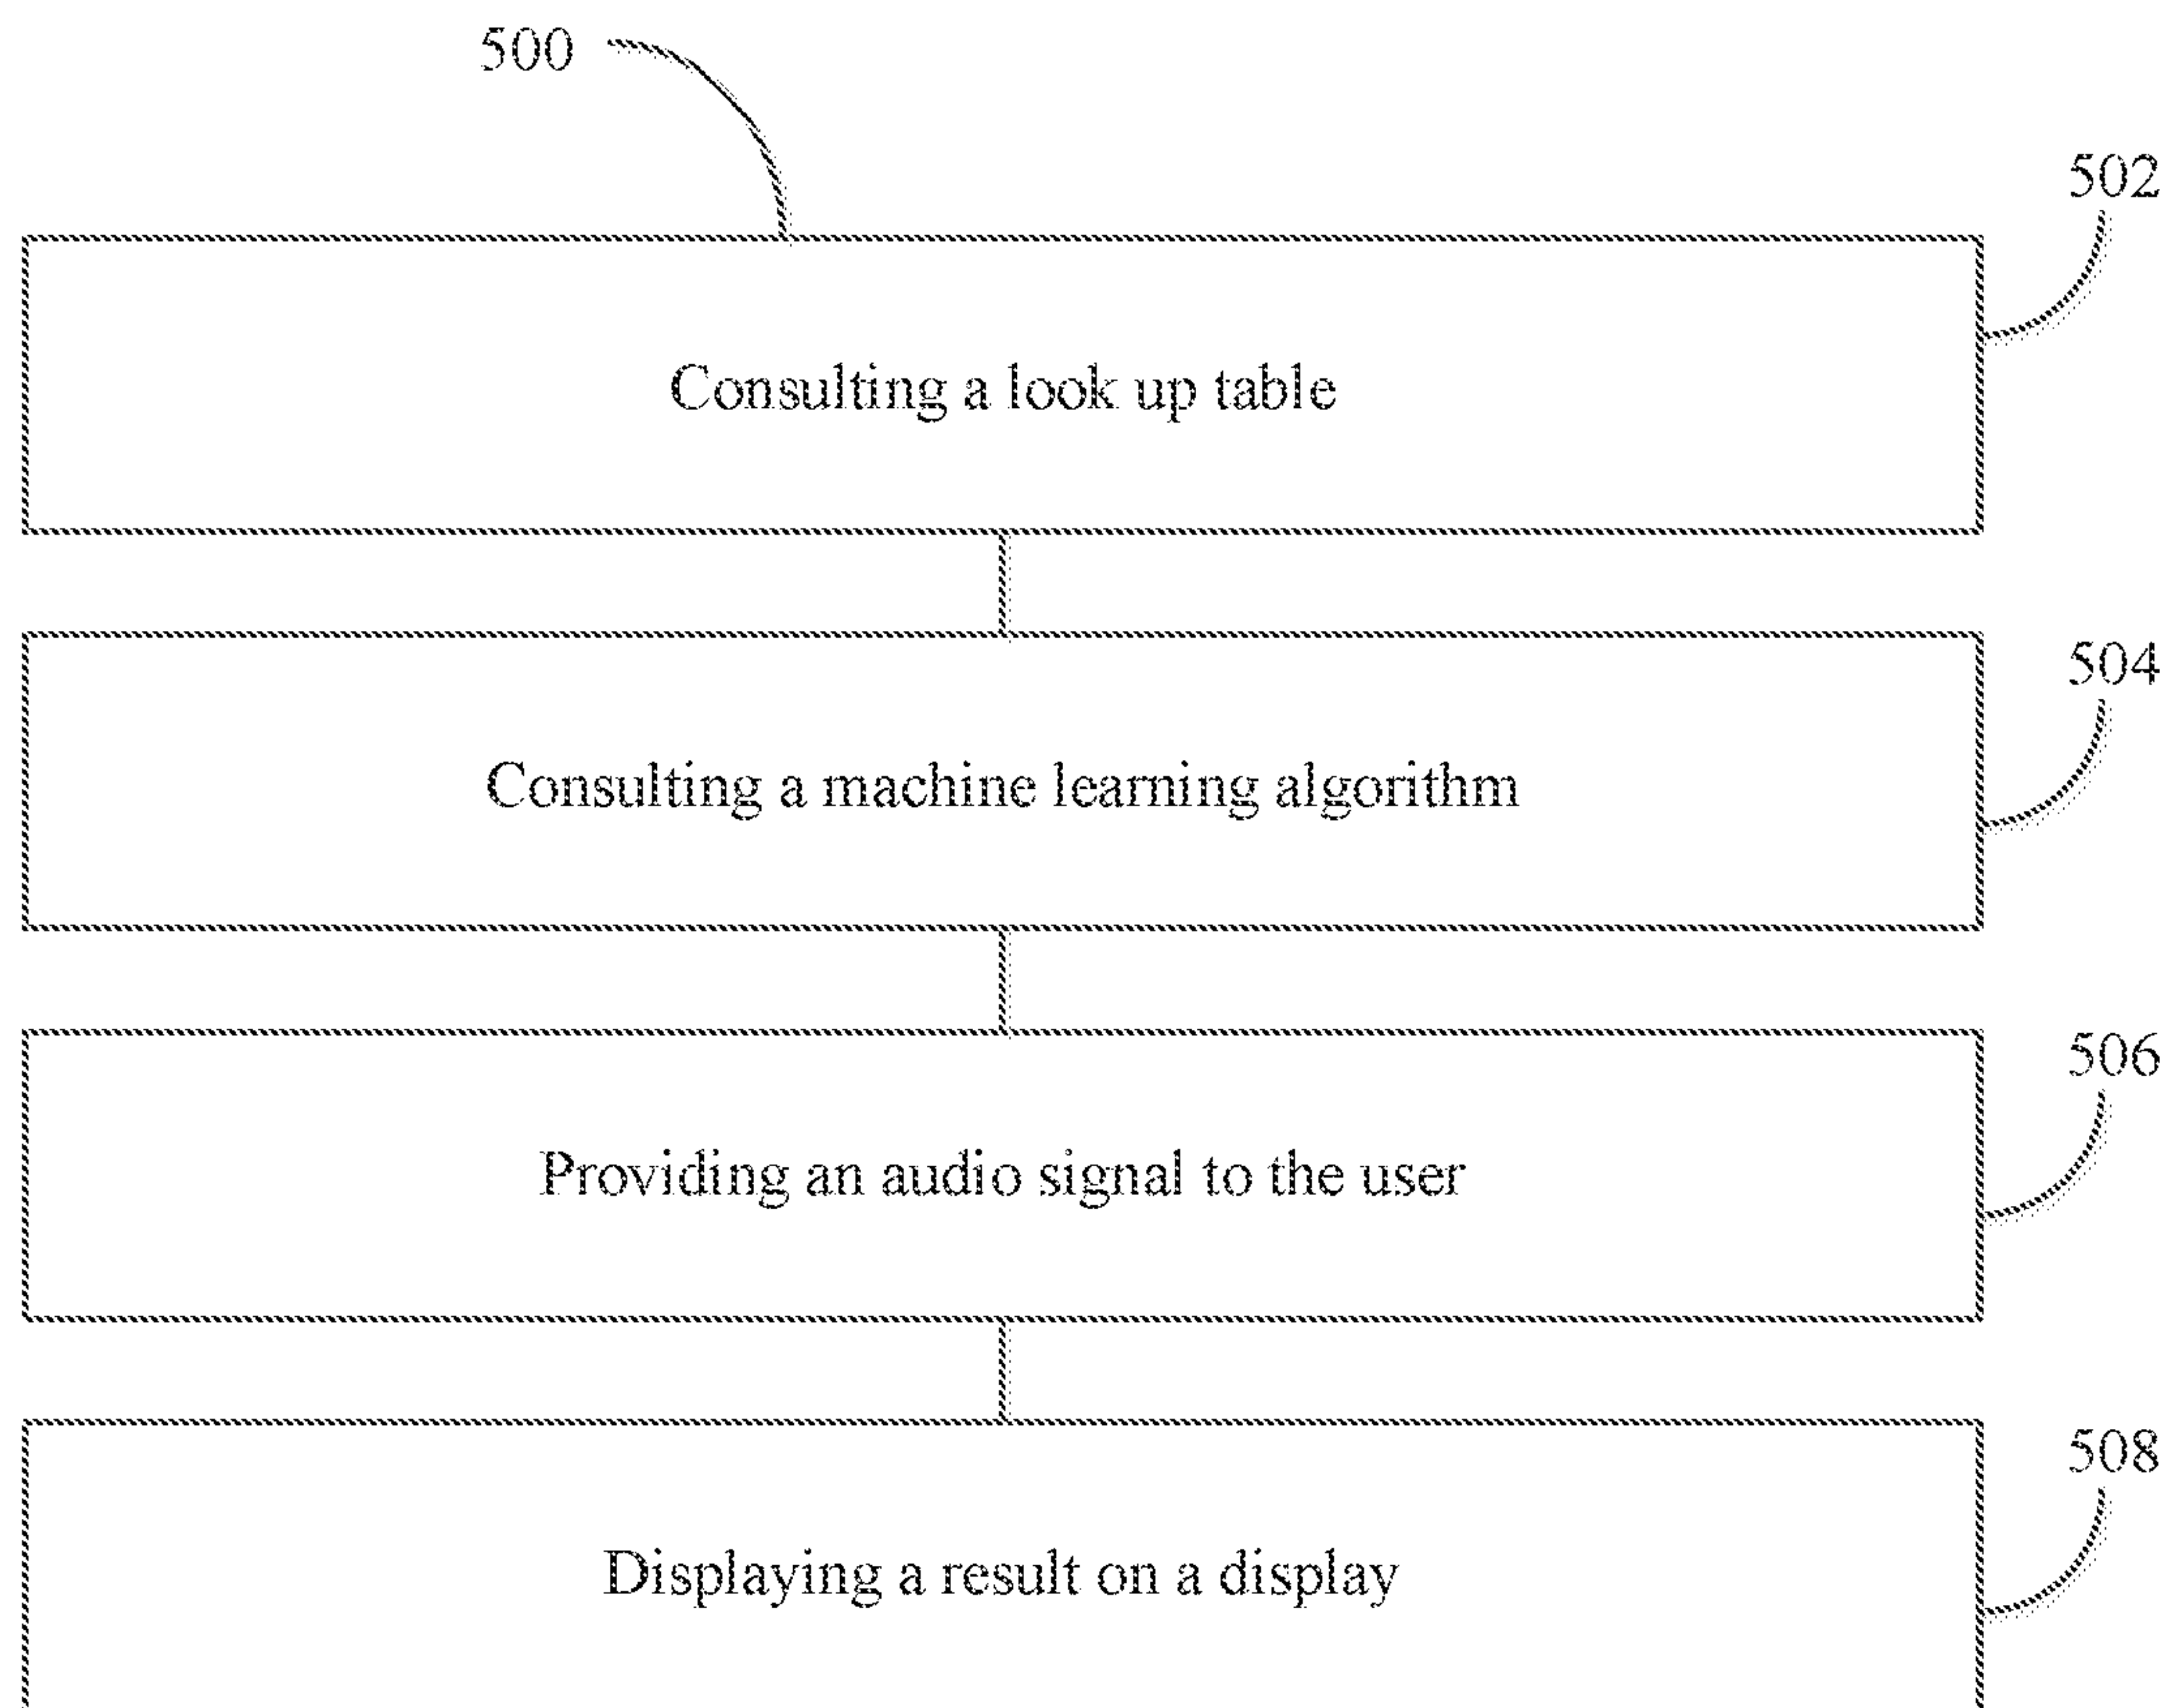 500
502
Consulting a look up table
504
Consulting a machine learning algorithm
506
Providing an audio signal to the user
508
Displaying a result on a display